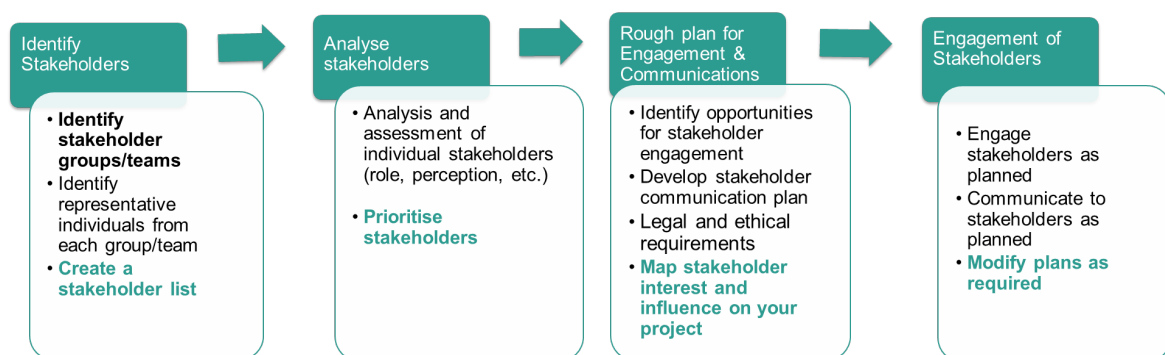 Identify
Stakeholders
• Identify
stakeholder
groups/teams
• Identify
representative
individuals from
each group/team
• Create a
stakeholder list
Analyse
stakeholders
• Analysis and
assessment of
individual stakeholders
(role, perception, etc.)
• Prioritise
stakeholders
Rough plan for
Engagement &
Communications
• Identify opportunities
for stakeholder
engagement
• Develop stakeholder
communication plan
• Legal and ethical
requirements
• Map stakeholder
interest and
influence on your
project
Engagement of
Stakeholders
• Engage
stakeholders as
planned
• Communicate to
stakeholders as
planned
• Modify plans as
required